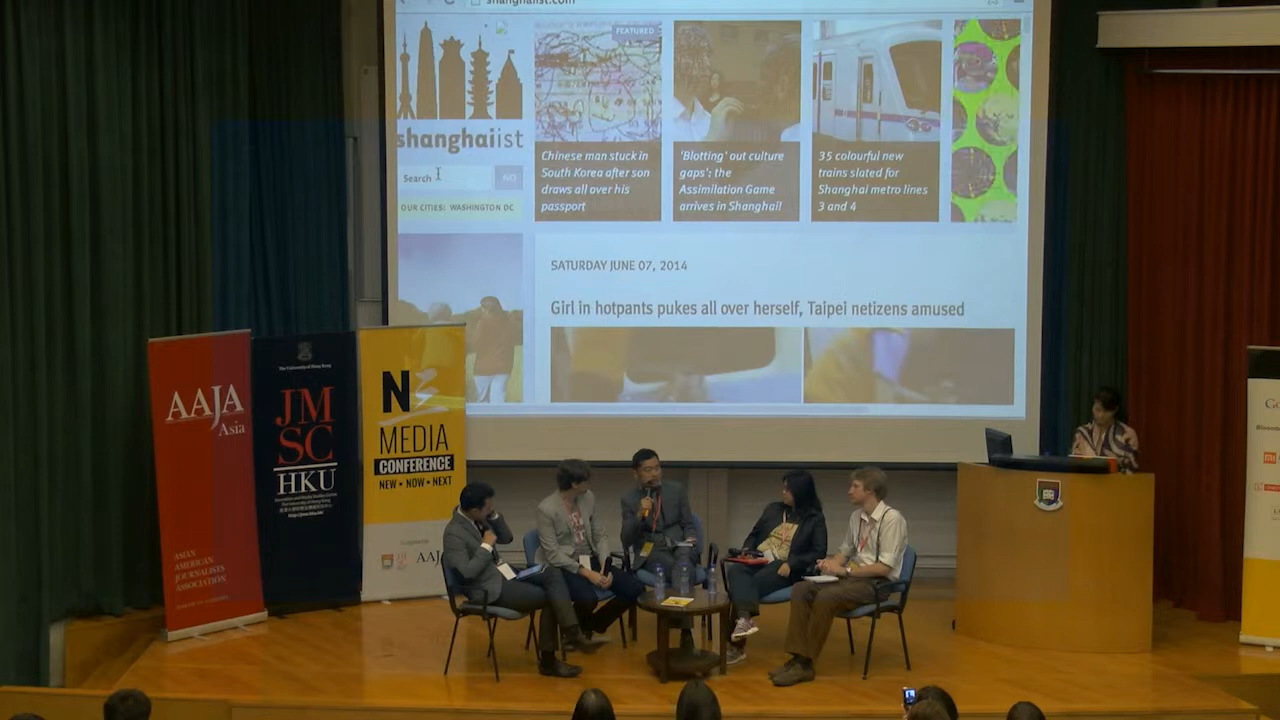 shanghaiist.com
shanghaiist
Search
GO
OUR CITIES: WASHINGTON DC
FEATURED
Chinese man stuck in
South Korea after son
draws all over his
passport
'Blotting' out culture
gaps': the
Assimilation Game
arrives in Shanghai!
35 colourful new
trains slated for
Shanghai metro lines
3 and 4
SATURDAY JUNE 07, 2014
Girl in hotpants pukes all over herself, Taipei netizens amused
AAJA
Asia
ASIAN
AMERICAN
JOURNALISTS
ASSOCIATION
The University of Hong Kong
JM
SC
HKU
N
MEDIA
CONFERENCE
NEW • NOW • NEXT
AAJ